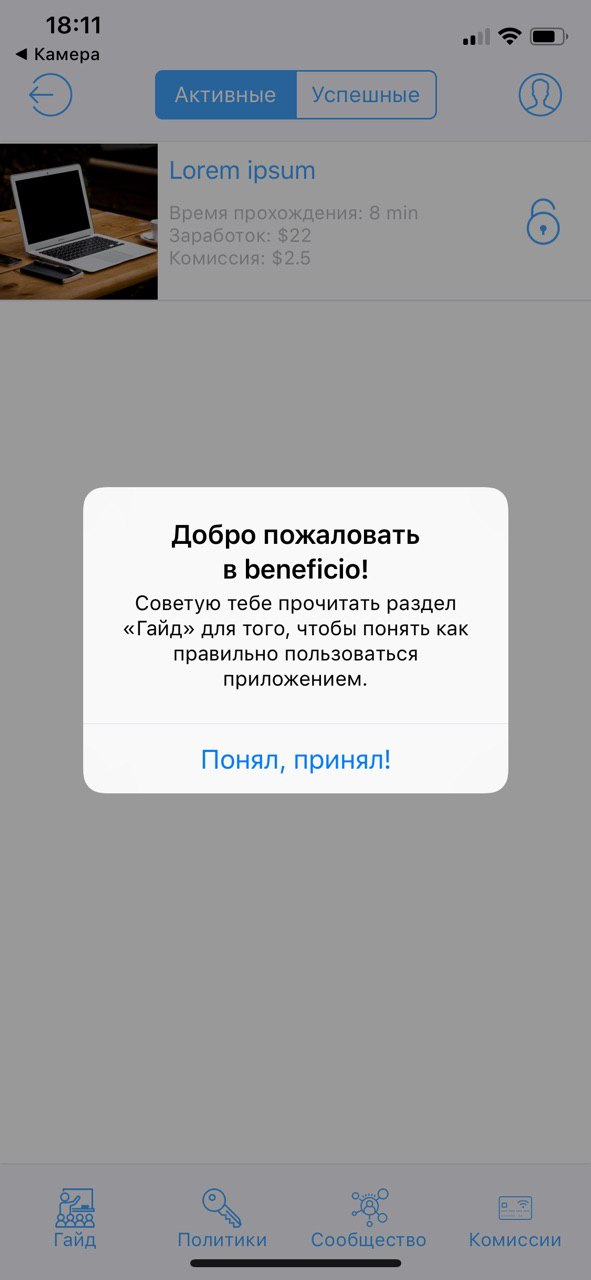 18:11
◀ Камера
Активные
Успешные
Lorem ipsum
Время прохождения: 8 min
Заработок: $22
Комиссия: $2.5
Добро пожаловать
в beneficio!
Советую тебе прочитать раздел
«Гайд» для того, чтобы понять как
правильно пользоваться
приложением.
Понял, принял!
Гайд
Политики
Сообщество
Комиссии